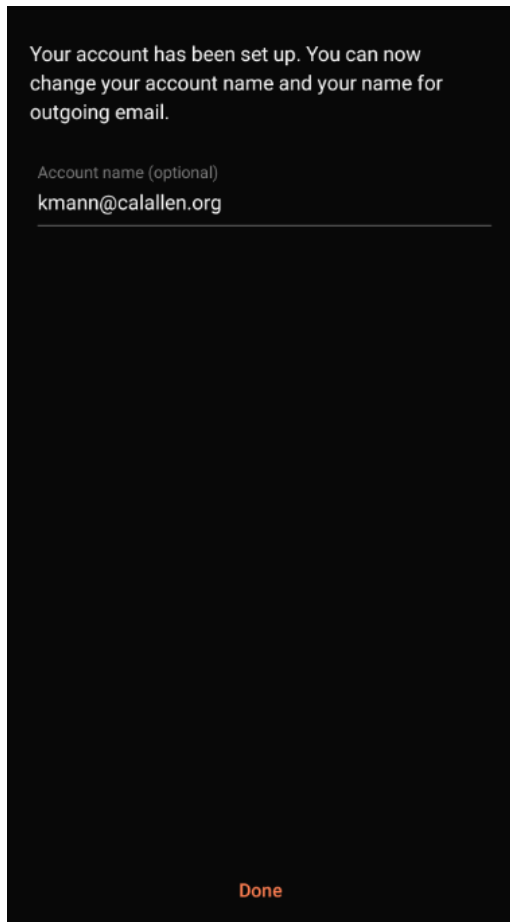 Your account has been set up. You can now
change your account name and your name for
outgoing email.
Account name (optional)
kmann@calallen.org
Done